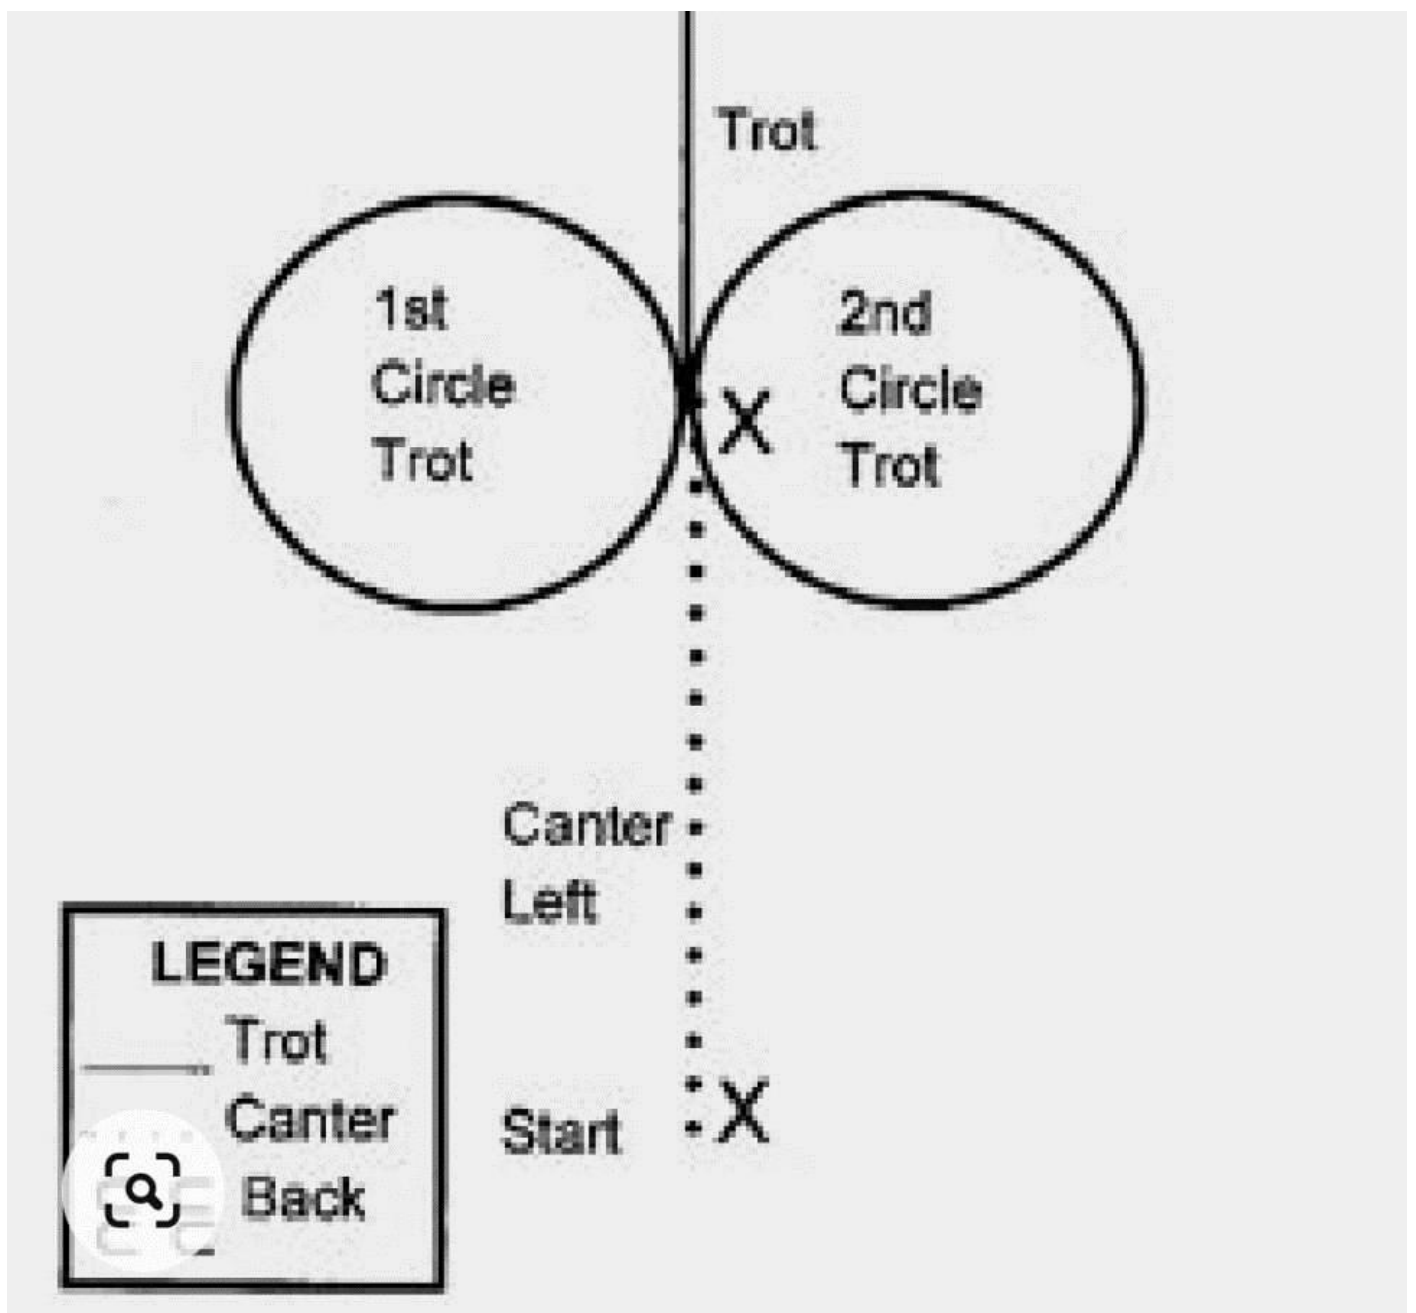 Trot
1st
Circle
Trot
2nd
Circle
Trot
X
Canter
Left
Start
X
LEGEND
Trot
Canter
Back